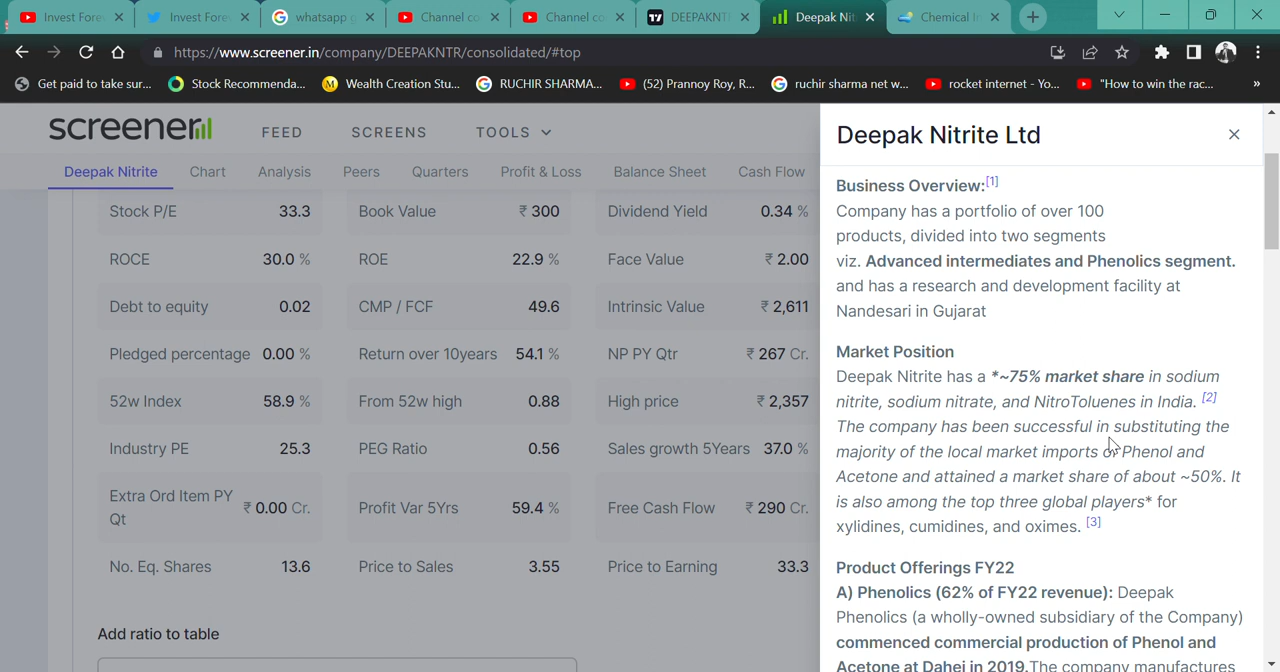 Invest Fore
Invest Fore
whatsapp g
Channel co
Channel co
DEEPAKNT
Deepak Nit
Chemical I
https://www.screener.in/company/DEEPAKNTR/consolidated/#top
Get paid to take sur...
Stock Recommenda...
Wealth Creation Stu...
RUCHIR SHARMA...
(52) Prannoy Roy, R...
ruchir sharma net w...
rocket internet - Yo...
"How to win the rac...
»
screener
FEED
SCREENS
TOOLS
Deepak Nitrite
Chart
Analysis
Peers
Quarters
Profit & Loss
Balance Sheet
Cash Flow
Stock P/E 33.3
Book Value ₹ 300
Dividend Yield 0.34 %
ROCE 30.0 %
ROE 22.9 %
Face Value ₹ 2.00
Debt to equity 0.02
CMP / FCF 49.6
Intrinsic Value ₹ 2,611
Pledged percentage 0.00 %
Return over 10years 54.1 %
NP PY Qtr ₹ 267 Cr.
52w Index 58.9 %
From 52w high 0.88
High price ₹ 2,357
Industry PE 25.3
PEG Ratio 0.56
Sales growth 5Years 37.0 %
Extra Ord Item PY
Qt
₹ 0.00 Cr.
Profit Var 5Yrs 59.4 %
Free Cash Flow ₹ 290 Cr.
No. Eq. Shares 13.6
Price to Sales 3.55
Price to Earning 33.3
Add ratio to table
Deepak Nitrite Ltd
Business Overview:[1]
Company has a portfolio of over 100
products, divided into two segments
viz. Advanced intermediates and Phenolics segment.
and has a research and development facility at
Nandesari in Gujarat
Market Position
Deepak Nitrite has a *~75% market share in sodium
nitrite, sodium nitrate, and NitroToluenes in India. [2]
The company has been successful in substituting the
majority of the local market imports of Phenol and
Acetone and attained a market share of about ~50%. It
is also among the top three global players* for
xylidines, cumidines, and oximes. [3]
Product Offerings FY22
A) Phenolics (62% of FY22 revenue): Deepak
Phenolics (a wholly-owned subsidiary of the Company)
commenced commercial production of Phenol and
Acetone at Dahej in 2019.The company manufactures